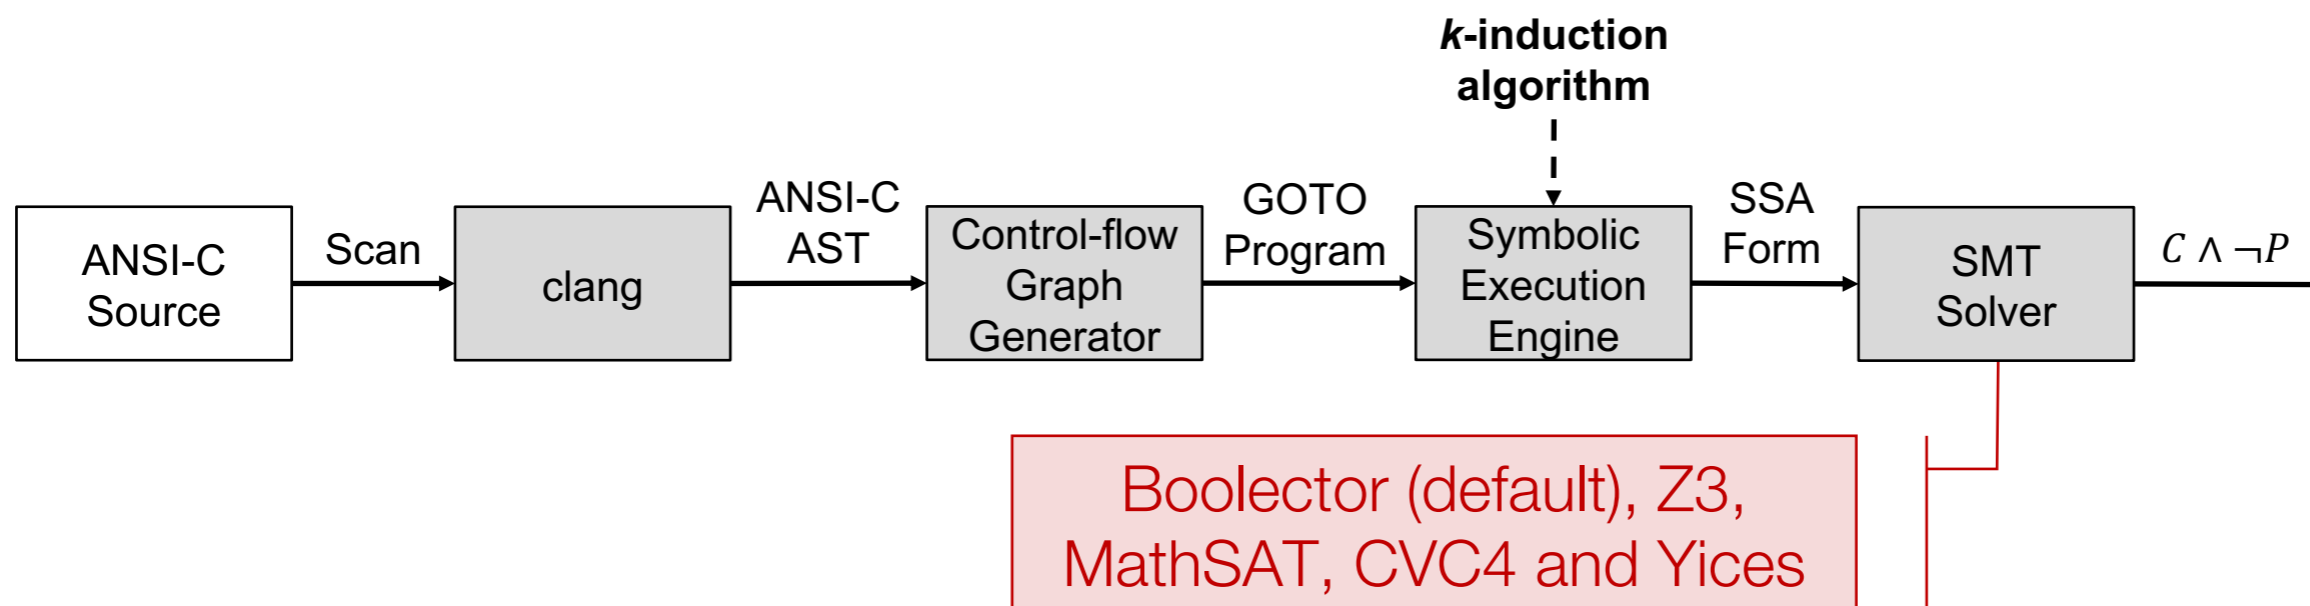 k-induction
algorithm
ANSI-C
Source
Scan
clang
ANSI-C
AST
Control-flow
Graph
Generator
GOTO
Program
Symbolic
Execution
Engine
SSA
Form
SMT
Solver
C ∧ ¬P
Boolector (default), Z3,
MathSAT, CVC4 and Yices